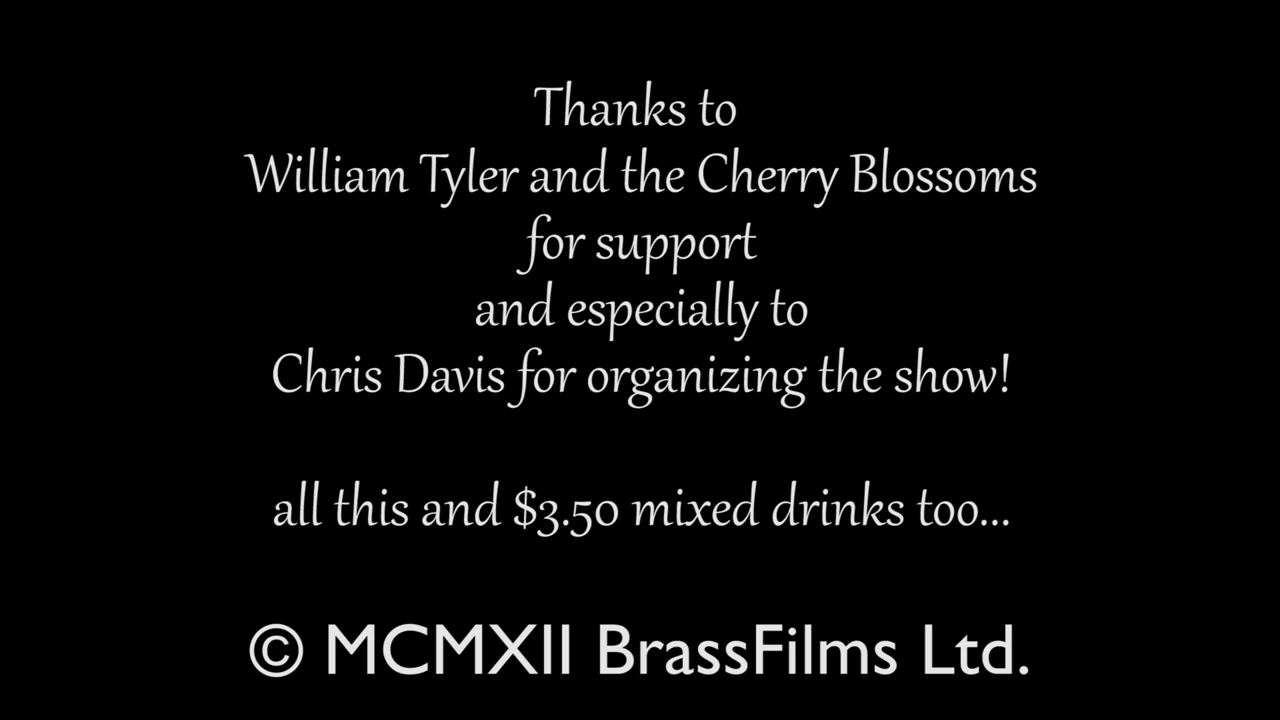 Thanks to
William Tyler and the Cherry Blossoms
for support
and especially to
Chris Davis for organizing the show!
all this and $3.50 mixed drinks too...
© MCMXII BrassFilms Ltd.